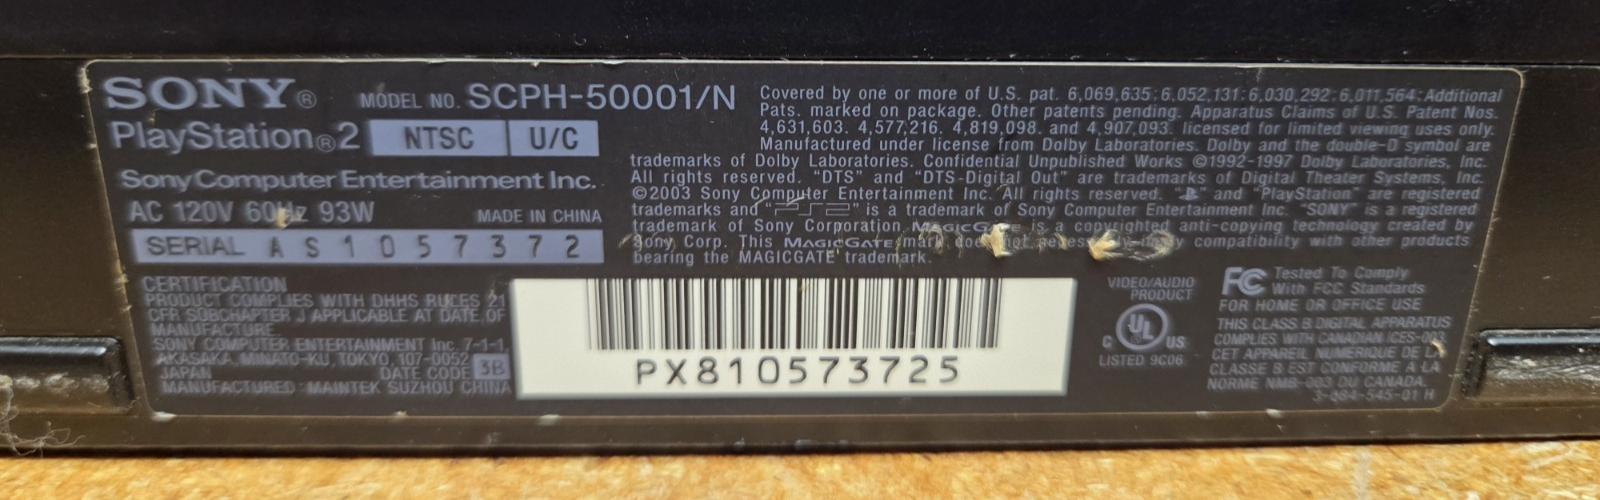 SONY® MODEL NO. SCPH-50001/N
PlayStation®2 NTSC U/C
Sony Computer Entertainment Inc.
AC 120V 60Hz 93W MADE IN CHINA
SERIAL AS1057372
Covered by one or more of U.S. pat. 6,069,635; 6,052,131; 6,030,292; 6,011,564; Additional
Pats. marked on package. Other patents pending. Apparatus Claims of U.S. Patent Nos.
4,631,603. 4,577,216. 4,819,098. and 4,907,093. licensed for limited viewing uses only.
Manufactured under license from Dolby Laboratories. Dolby and the double-D symbol are
trademarks of Dolby Laboratories. Confidential Unpublished Works ©1992-1997 Dolby Laboratories, Inc.
All rights reserved. "DTS" and "DTS-Digital Out" are trademarks of Digital Theater Systems, Inc.
©2003 Sony Computer Entertainment Inc. All rights reserved. " " and "PlayStation" are registered
trademarks and "PS2" is a trademark of Sony Computer Entertainment Inc. "SONY" is a registered
trademark of Sony Corporation. MAGICGATE is a copyrighted anti-copying technology created by
Sony Corp. This MAGICGATE mark does not compatibility with other products
bearing the MAGICGATE trademark.
CERTIFICATION
PRODUCT COMPLIES WITH DHHS RULES 21
CFR SUBCHAPTER J APPLICABLE AT DATE OF
MANUFACTURE
SONY COMPUTER ENTERTAINMENT Inc. 7-1-1,
AKASAKA, MINATO-KU, TOKYO, 107-0052
JAPAN DATE CODE 3B
MANUFACTURED: MAINTEK SUZHOU CHINA
PX810573725
VIDEO/AUDIO
PRODUCT
C UL US
LISTED 9C06
FC Tested To Comply
With FCC Standards
FOR HOME OR OFFICE USE
THIS CLASS B DIGITAL APPARATUS
COMPLIES WITH CANADIAN ICES-003
CET APPAREIL NUMERIQUE DE LA
CLASSE B EST CONFORME A LA
NORME NMB-003 DU CANADA.
3-084-545-01 H